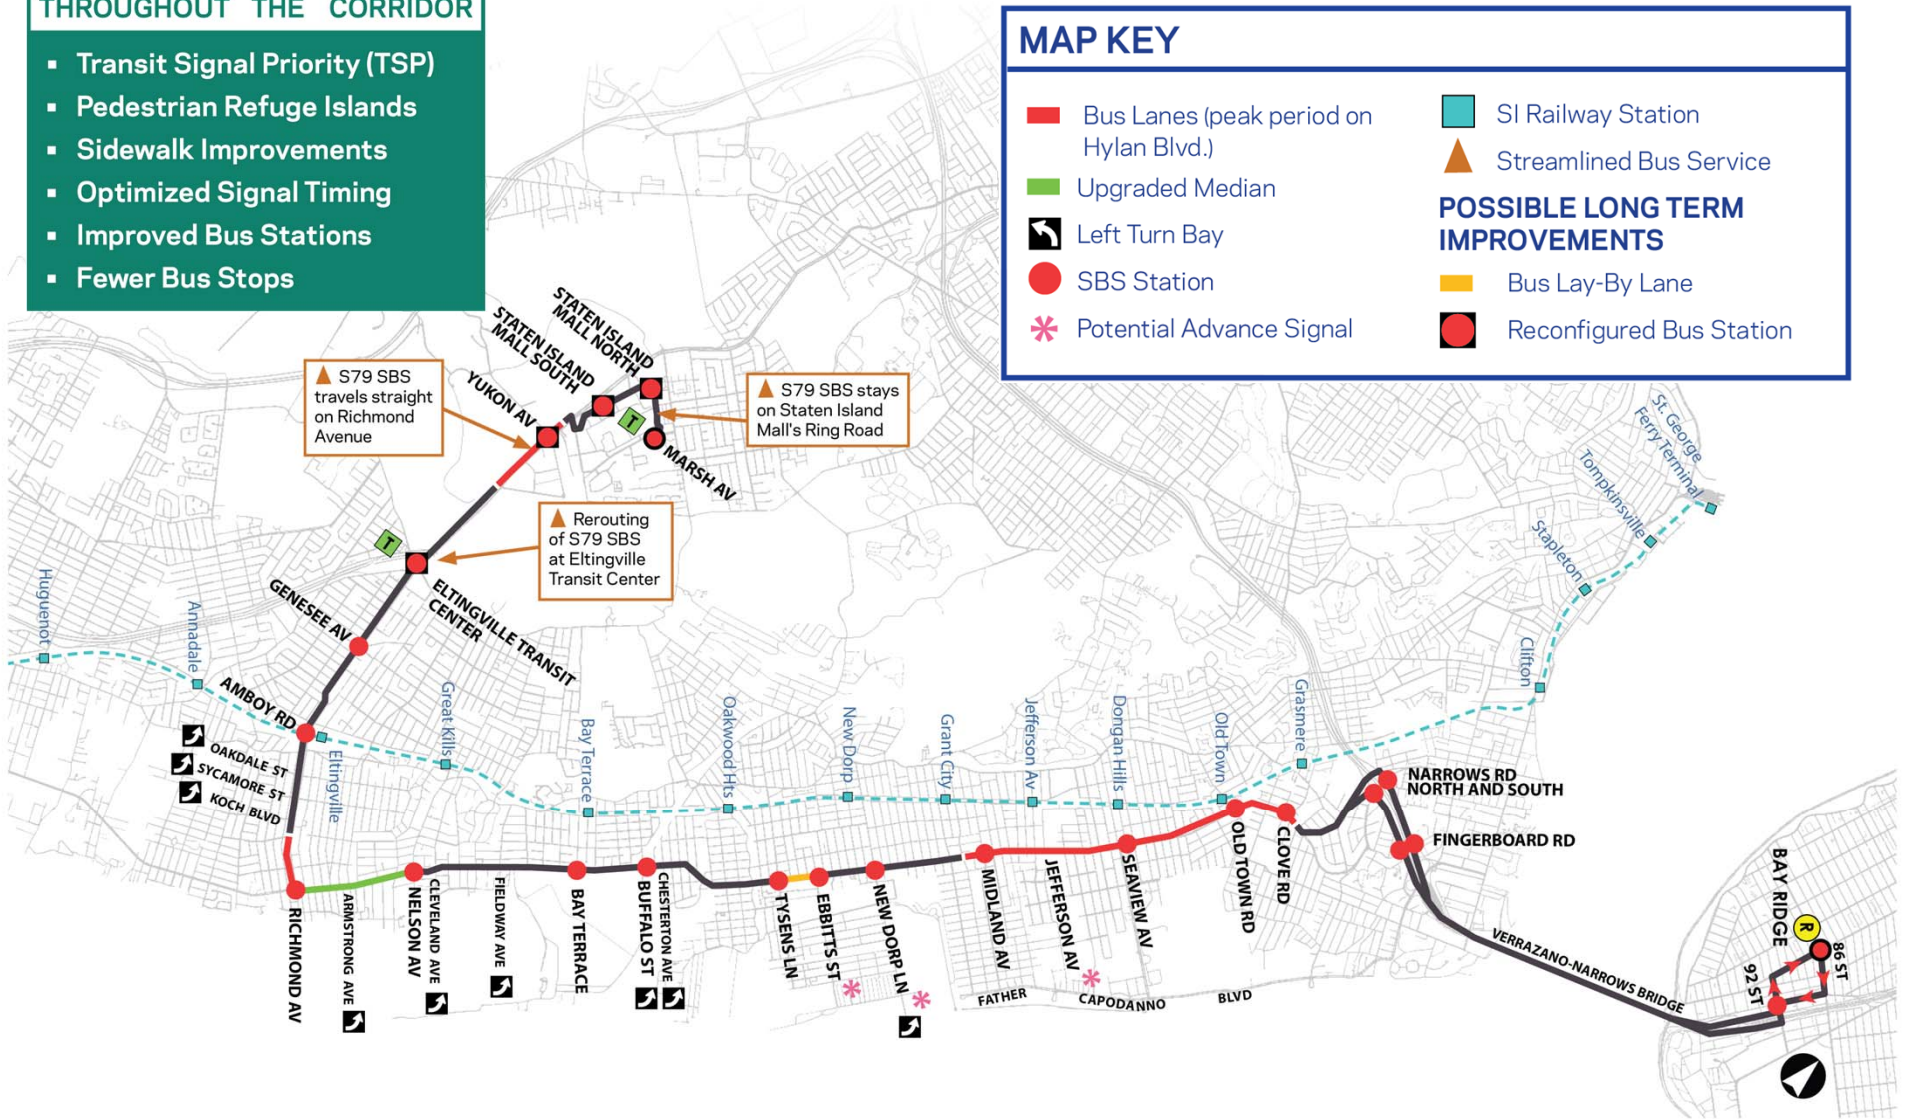 THROUGHOUT THE CORRIDOR
▪ Transit Signal Priority (TSP)
▪ Pedestrian Refuge Islands
▪ Sidewalk Improvements
▪ Optimized Signal Timing
▪ Improved Bus Stations
▪ Fewer Bus Stops
MAP KEY
Bus Lanes (peak period on
Hylan Blvd.)
Upgraded Median
Left Turn Bay
SBS Station
Potential Advance Signal
SI Railway Station
Streamlined Bus Service
POSSIBLE LONG TERM
IMPROVEMENTS
Bus Lay-By Lane
Reconfigured Bus Station
STATEN ISLAND
MALL NORTH
STATEN ISLAND
MALL SOUTH
YUKON AV
MARSH AV
T
S79 SBS
travels straight
on Richmond
Avenue
S79 SBS stays
on Staten Island
Mall's Ring Road
Rerouting
of S79 SBS
at Eltingville
Transit Center
T
ELTINGVILLE TRANSIT
CENTER
GENESEE AV
AMBOY RD
OAKDALE ST
SYCAMORE ST
KOCH BLVD
Huguenot
Annadale
Eltingville
Great Kills
Bay Terrace
Oakwood Hts
New Dorp
Grant City
Jefferson Av
Dongan Hills
Old Town
Grasmere
Clifton
Stapleton
Tompkinsville
St. George
Ferry Terminal
RICHMOND AV
ARMSTRONG AVE
NELSON AV
CLEVELAND AVE
FIELDWAY AVE
BAY TERRACE
BUFFALO ST
CHESTERTON AVE
TYSENS LN
EBBITTS ST
NEW DORP LN
MIDLAND AV
JEFFERSON AV
SEAVIEW AV
OLD TOWN RD
CLOVE RD
NARROWS RD
NORTH AND SOUTH
FINGERBOARD RD
FATHER CAPODANNO BLVD
VERRAZANO-NARROWS BRIDGE
BAY RIDGE
R
86 ST
92 ST